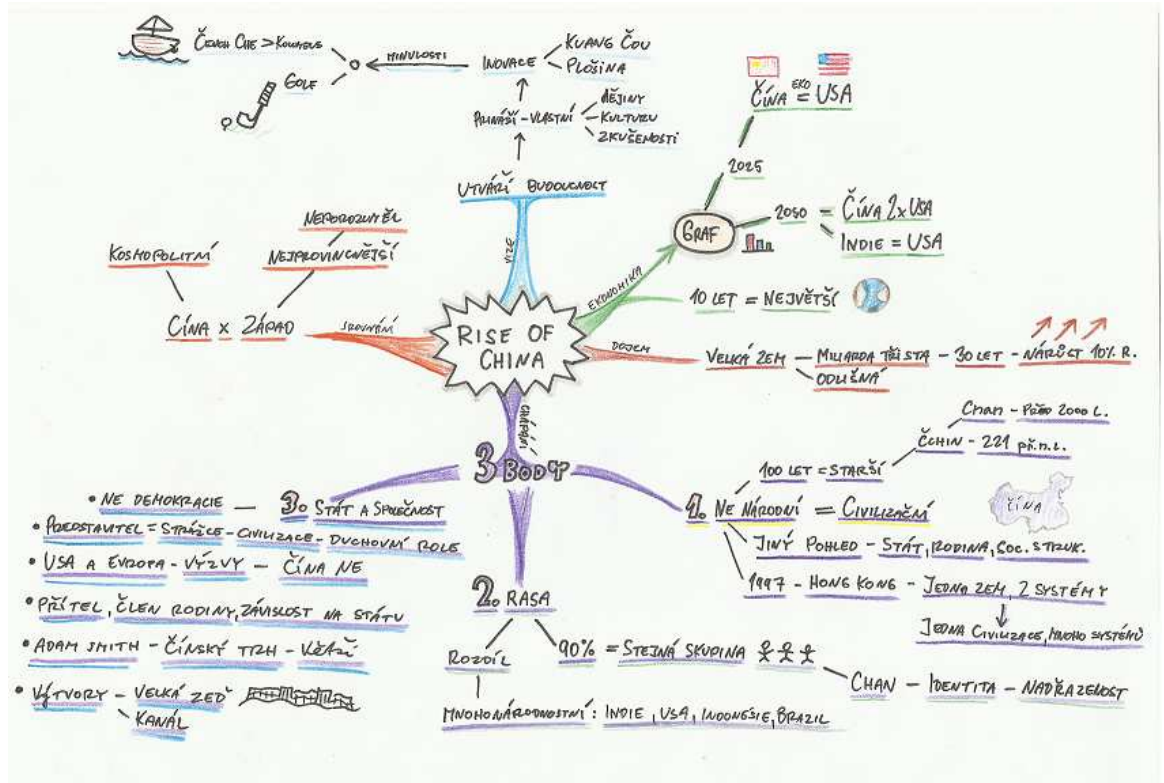 RISE OF CHINA
VIZE
UTVÁŘÍ BUDOUCNOST
PŘINÁŠÍ - VLASTNÍ
DĚJINY
KULTURU
ZKUŠENOSTI
INOVACE
KUANG ČOU
PLOŠINA
MINULOSTI
ČENCH CHE > KOLUMBUS
GOLF
EKONOMIKA
GRAF
2025
ČÍNA EKO = USA
2050 = ČÍNA 2x USA
INDIE = USA
10 LET = NEJVĚTŠÍ
DOJEM
VELKÁ ZEM - MILIARDA TŘI STA - 30 LET - NÁRŮST 10% R.
ODLIŠNÁ
SROVNÁNÍ
ČÍNA x ZÁPAD
KOSMOPOLITNÍ
NEJPROVINCNĚJŠÍ
NEPOROZUMĚL
CHÁPÁNÍ
3 BODY
1. NE NÁRODNÍ = CIVILIZAČNÍ
100 LET = STARŠÍ
ČCHIN - 221 př.n.l.
Chan - PŘED 2000 L.
ČÍNA
JINÝ POHLED - STÁT, RODINA, SOC. STRUK.
1997 - HONG KONG - JEDNA ZEM, 2 SYSTÉMY
JEDNA CIVILIZACE, MNOHO SYSTÉMŮ
2. RASA
ROZDÍL
MNOHONÁRODNOSTNÍ: INDIE, USA, INDONÉSIE, BRAZIL
90% = STEJNÁ SKUPINA
CHAN - IDENTITA - NADŘAZENOST
3. STÁT A SPOLEČNOST
• NE DEMOKRACIE
• PŘEDSTAVITEL = STRÁŽCE - CIVILIZACE - DUCHOVNÍ ROLE
• USA A EVROPA - VÝZVY - ČÍNA NE
• PŘÍTEL, ČLEN RODINY, ZÁVISLOST NA STÁTU
• ADAM SMITH - ČÍNSKÝ TRH - VĚTŠÍ
• VÝTVORY - VELKÁ ZEĎ
KANÁL